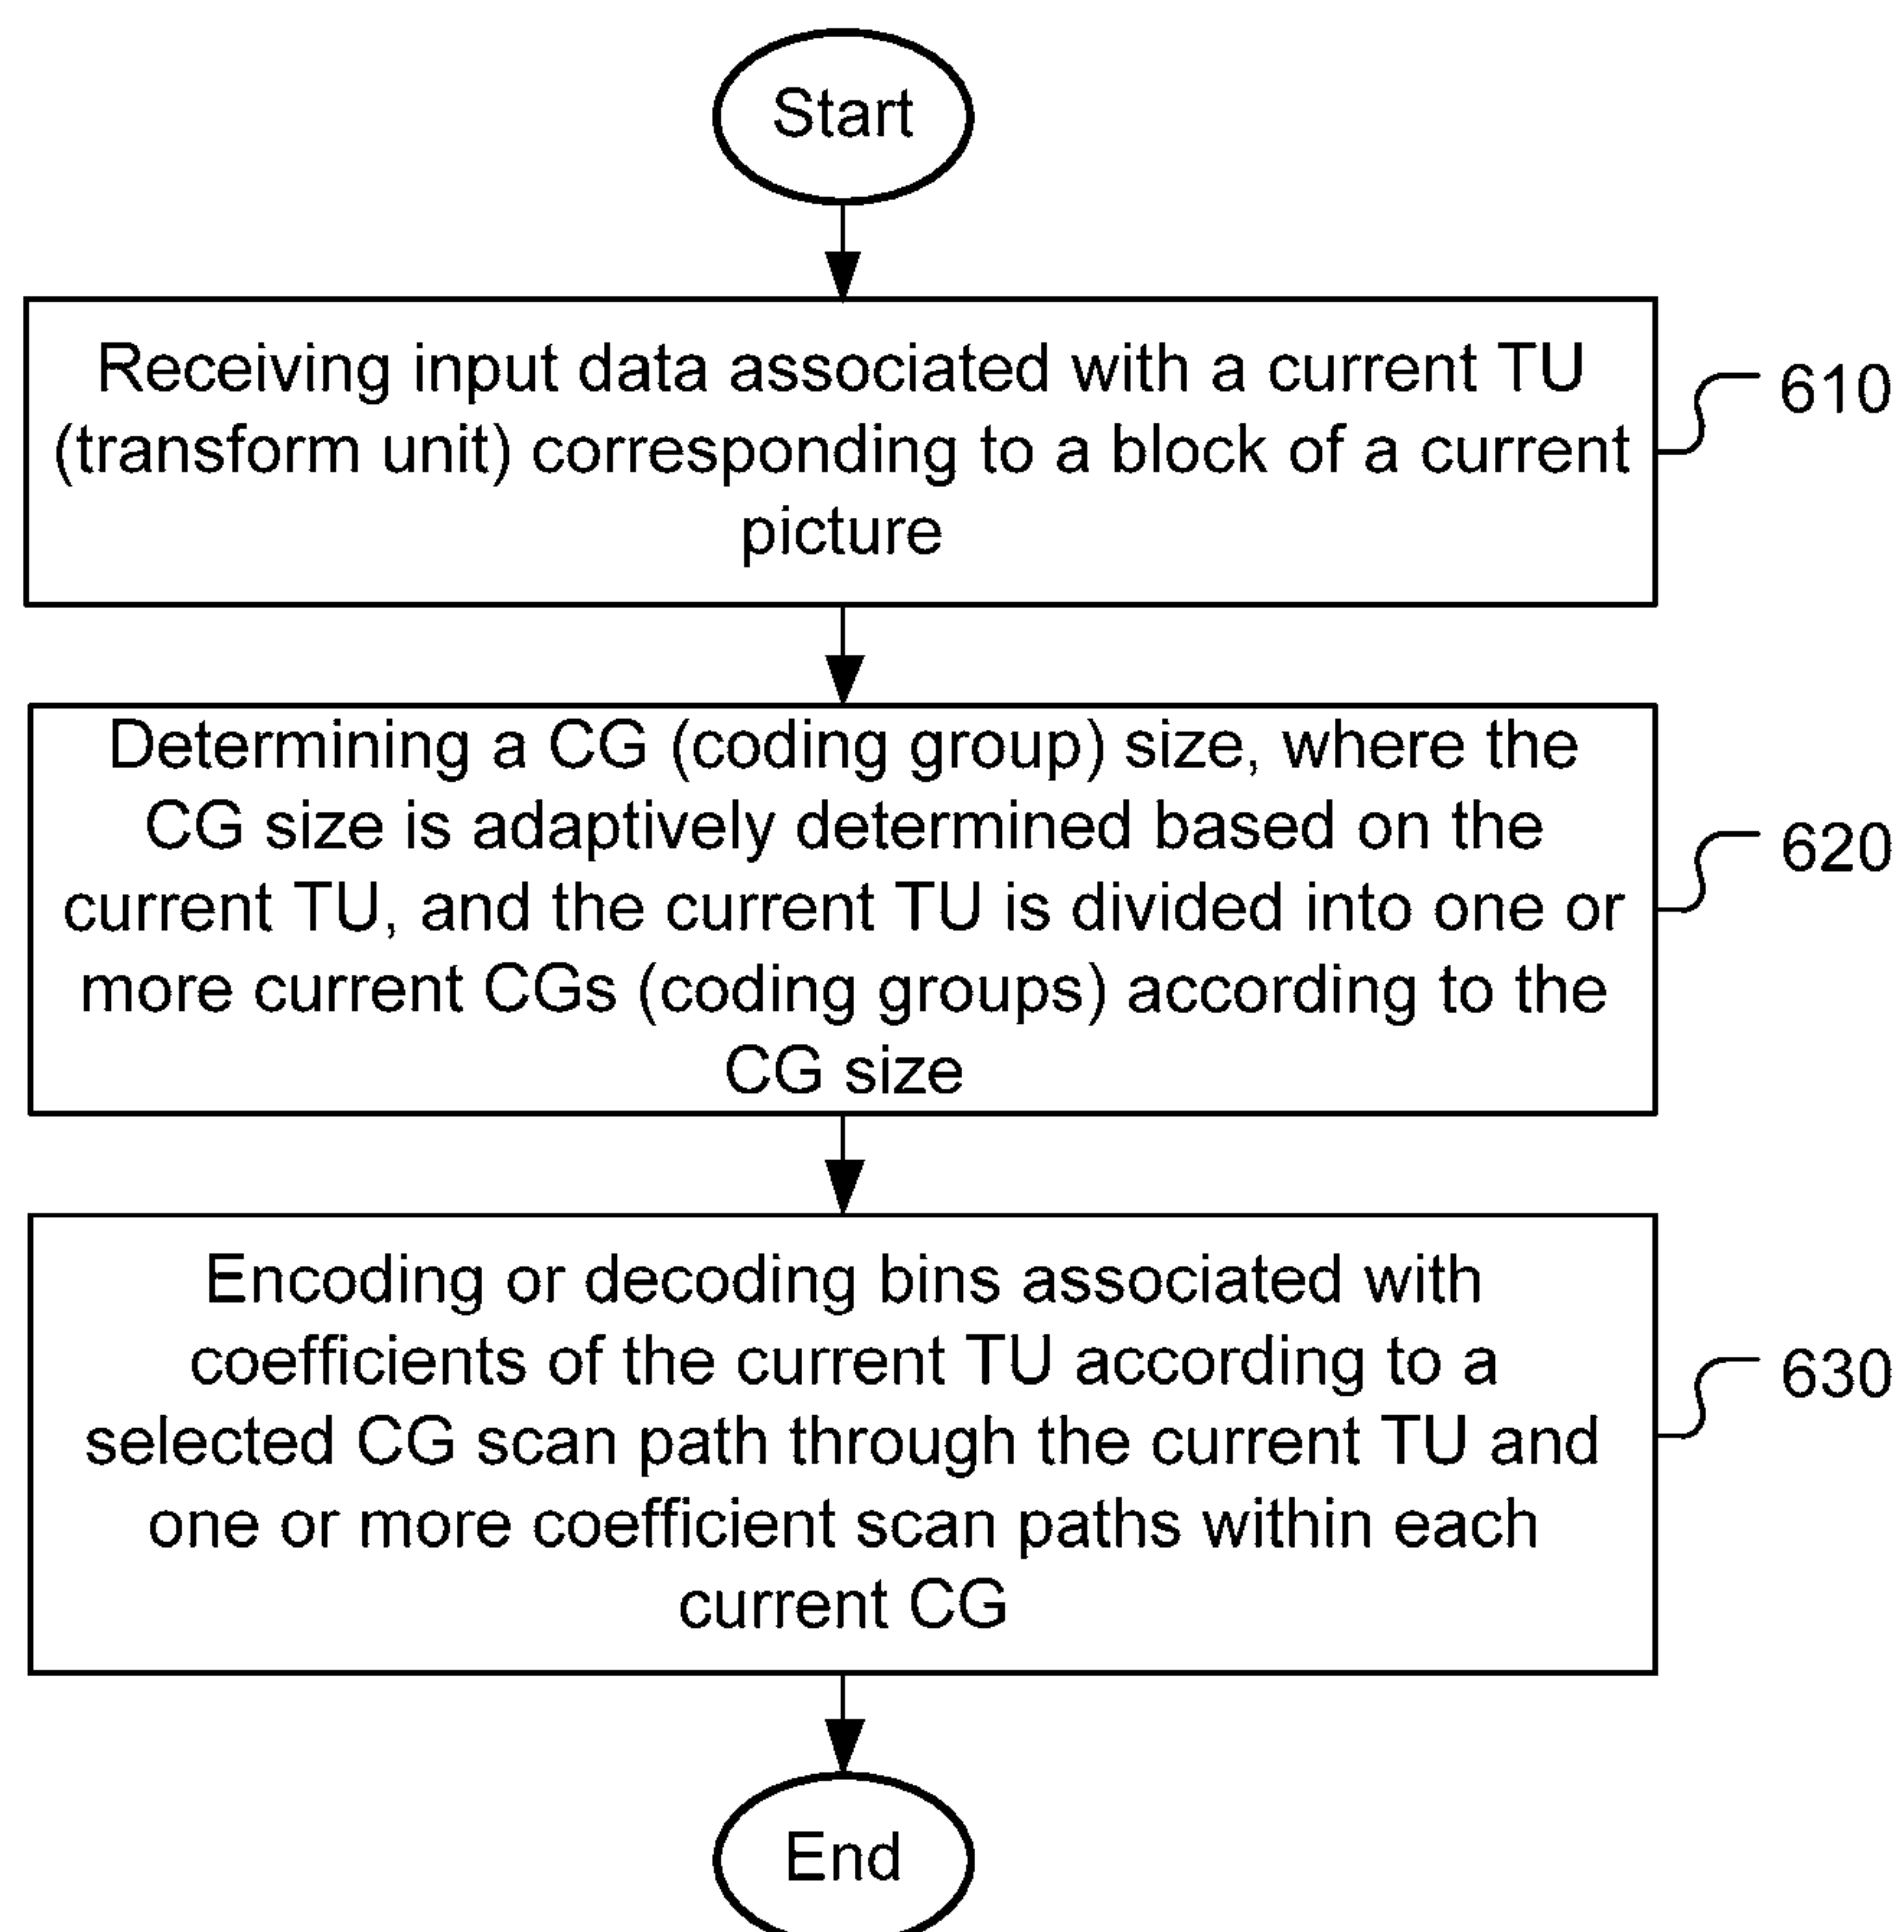 Start
Receiving input data associated with a current TU
(transform unit) corresponding to a block of a current
picture
610
Determining a CG (coding group) size, where the
CG size is adaptively determined based on the
current TU, and the current TU is divided into one or
more current CGs (coding groups) according to the
CG size
620
Encoding or decoding bins associated with
coefficients of the current TU according to a
selected CG scan path through the current TU and
one or more coefficient scan paths within each
current CG
630
End